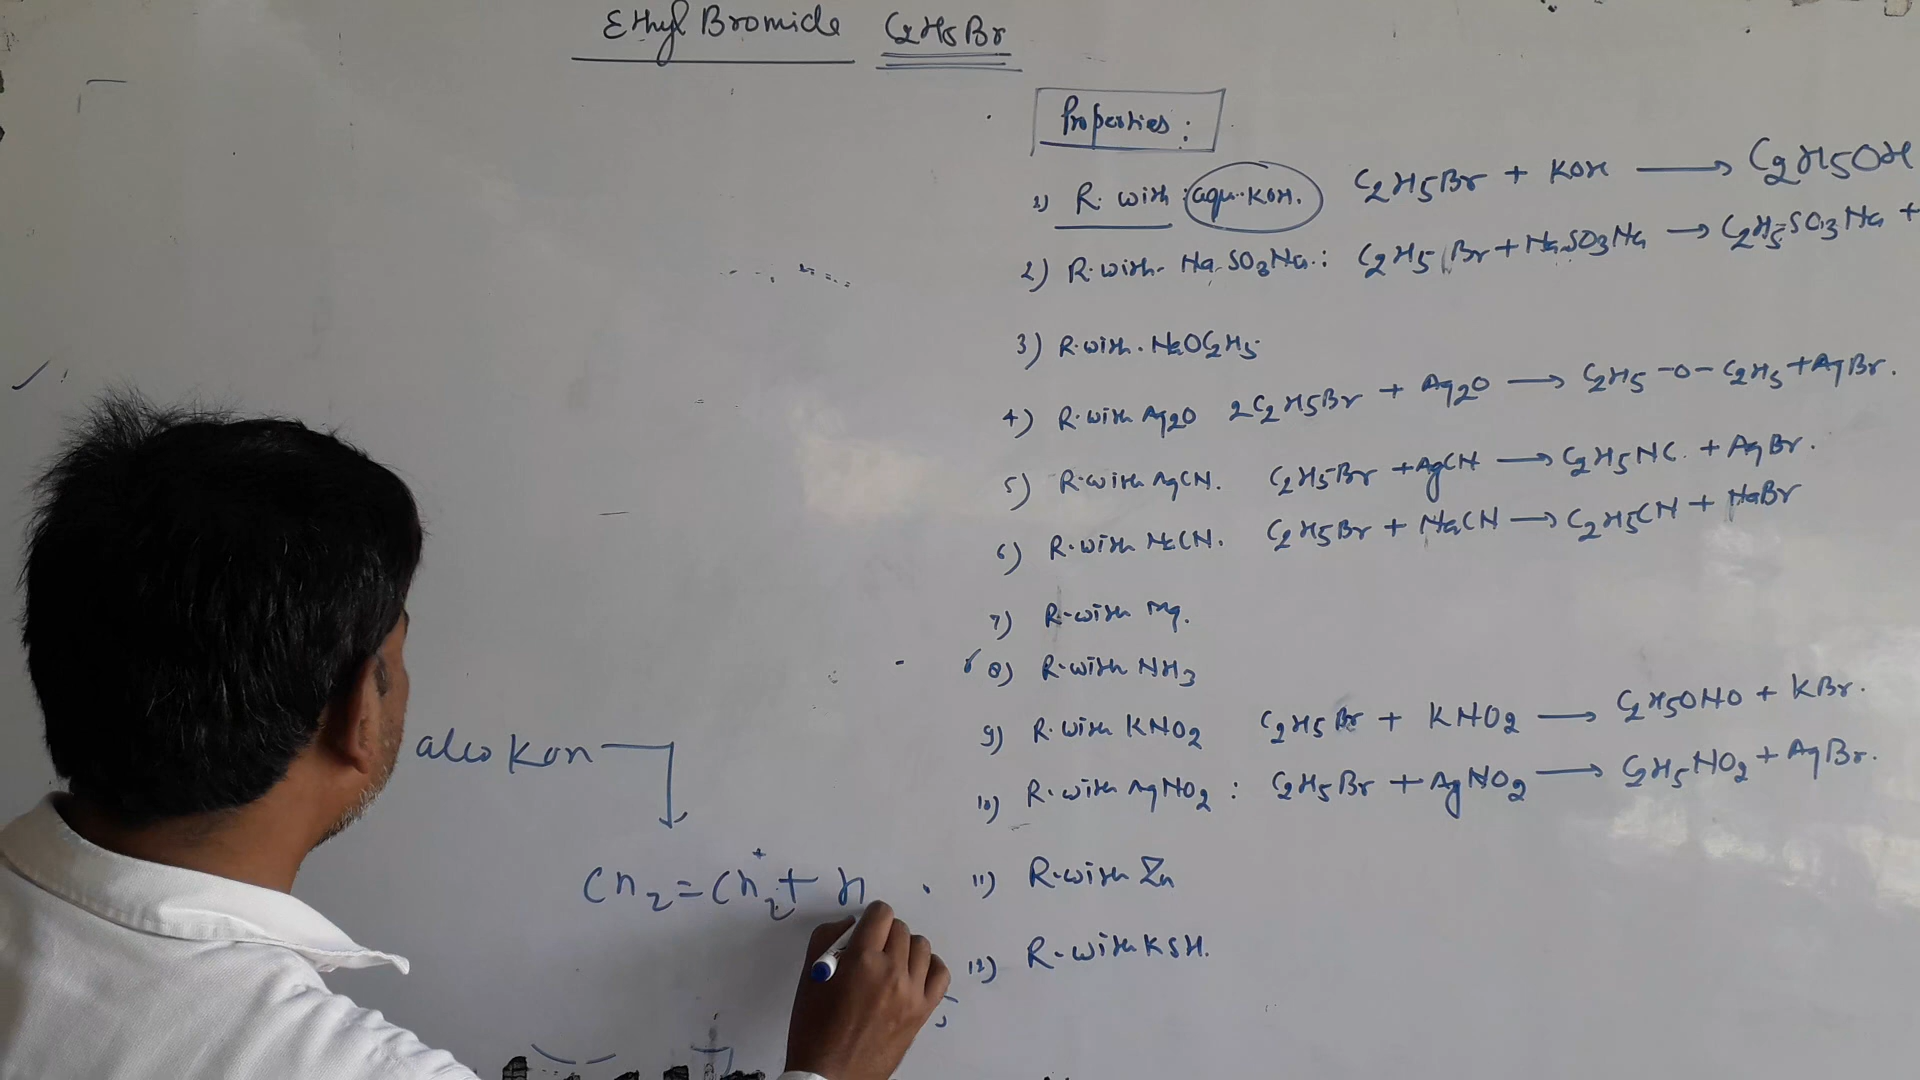 Ethyl Bromide C2H5Br
Properties:
1) R. with aqu. KOH. C2H5Br + KOH → C2H5OH
2) R. with Na SO3Na: C2H5Br + NaSO3Na → C2H5SO3Na +
3) R. with. NaOC2H5
4) R. with Ag2O 2C2H5Br + Ag2O → C2H5-O-C2H5 + AgBr.
5) R. with AgCN. C2H5Br + AgCN → C2H5NC. + AgBr.
6) R. with NaCN. C2H5Br + NaCN → C2H5CN + NaBr
7) R. with Mg.
8) R. with NH3
9) R. with KNO2 C2H5Br + KNO2 → C2H5ONO + KBr.
10) R. with AgNO2: C2H5Br + AgNO2 → C2H5NO2 + AgBr.
11) R. with Zn
12) R. with KSH.
alco KOH
CH2=CH2 + H